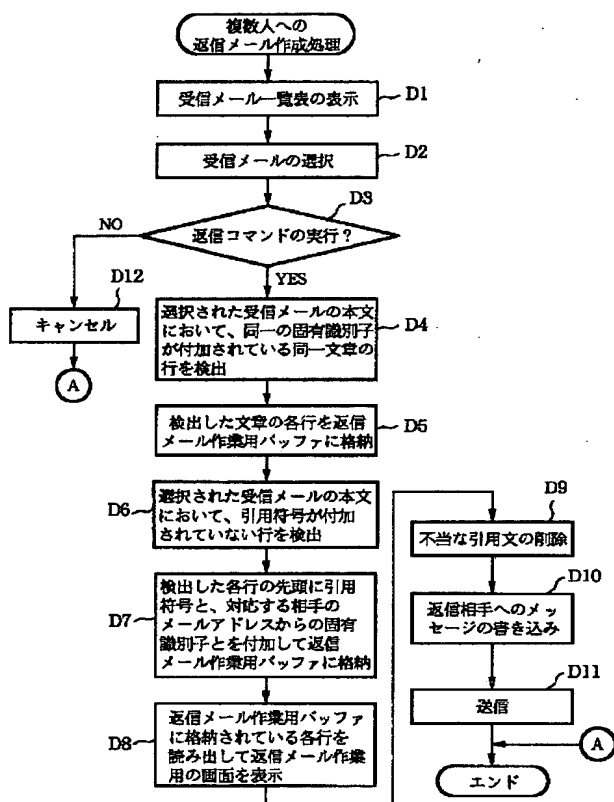 複数人への
返信メール作成処理
受信メール一覧表の表示
D1
受信メールの選択
D2
D3
返信コマンドの実行?
NO
YES
D12
キャンセル
A
選択された受信メールの本文
において、同一の固有識別子
が付加されている同一文章の
行を検出
D4
検出した文章の各行を返信
メール作業用バッファに格納
D5
D6
選択された受信メールの本文
において、引用符号が付加
されていない行を検出
D7
検出した各行の先頭に引用
符号と、対応する相手の
メールアドレスからの固有
識別子とを付加して返信
メール作業用バッファに格納
D8
返信メール作業用バッファ
に格納されている各行を
読み出して返信メール作業
用の画面を表示
D9
不当な引用文の削除
D10
返信相手へのメッ
セージの書き込み
D11
送信
A
エンド